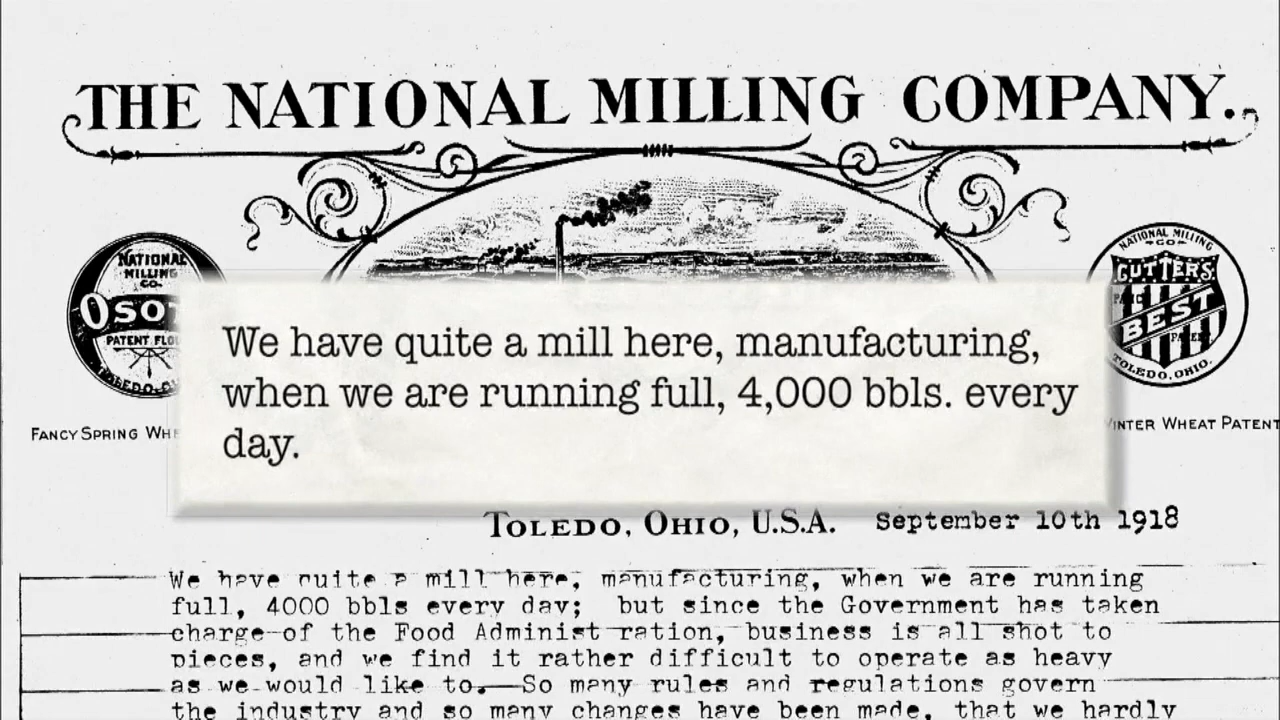 THE NATIONAL MILLING COMPANY.
NATIONAL
MILLING
CO.
OSOT
PATENT FLO
TOLEDO
FANCY SPRING WHE
NATIONAL MILLING
CO
GUTTERS
BEST
TOLEDO, OHIO.
WINTER WHEAT PATENT
We have quite a mill here, manufacturing,
when we are running full, 4,000 bbls. every
day.
TOLEDO, OHIO, U.S.A. September 10th 1918
We have quite a mill here, manufacturing, when we are running
full, 4000 bbls every day; but since the Government has taken
charge of the Food Administ ration, business is all shot to
pieces, and we find it rather difficult to operate as heavy
as we would like to. So many rules and regulations govern
the industry and so many changes have been made, that we hardly